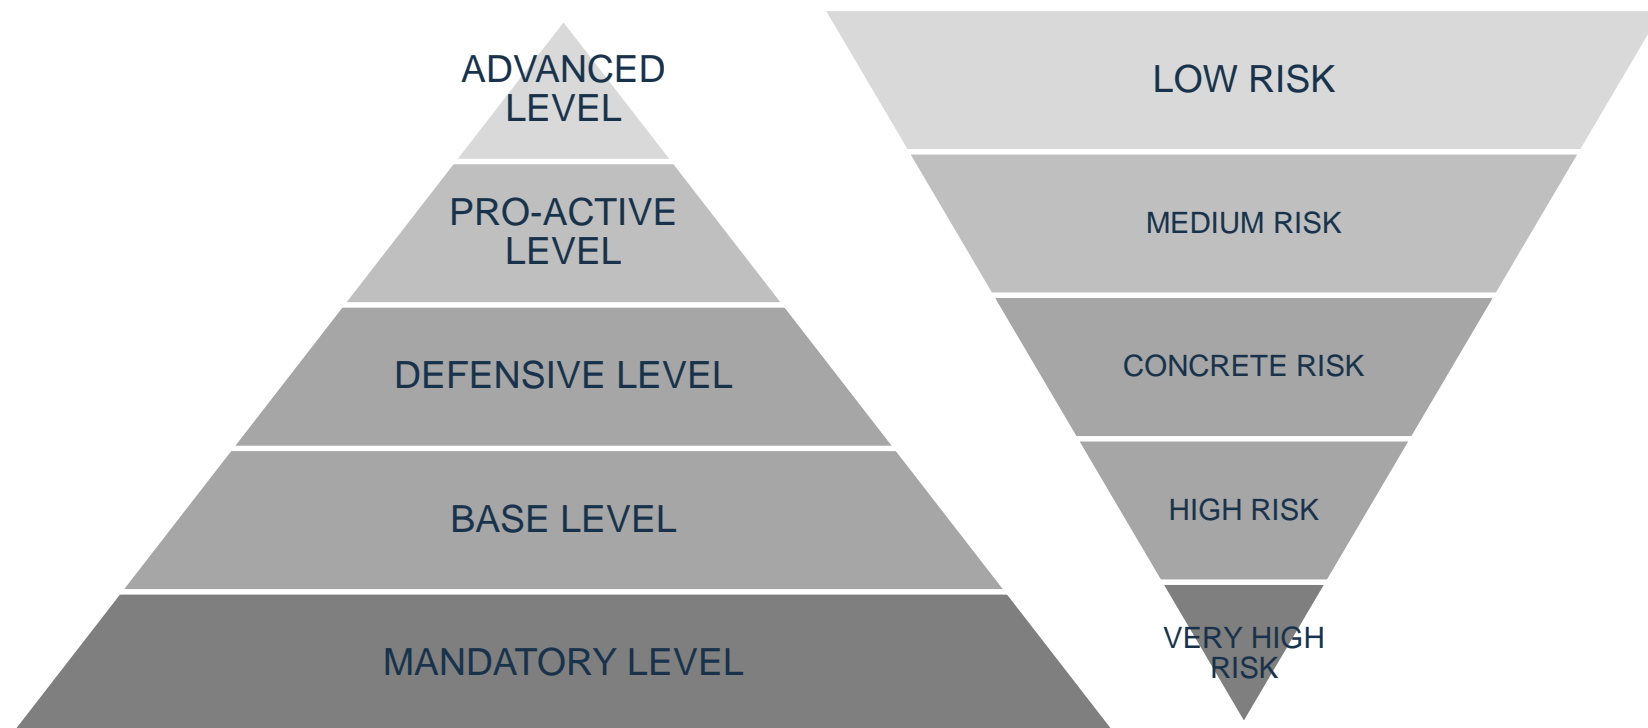 ADVANCED
LEVEL
PRO-ACTIVE
LEVEL
DEFENSIVE LEVEL
BASE LEVEL
MANDATORY LEVEL
LOW RISK
MEDIUM RISK
CONCRETE RISK
HIGH RISK
VERY HIGH
RISK